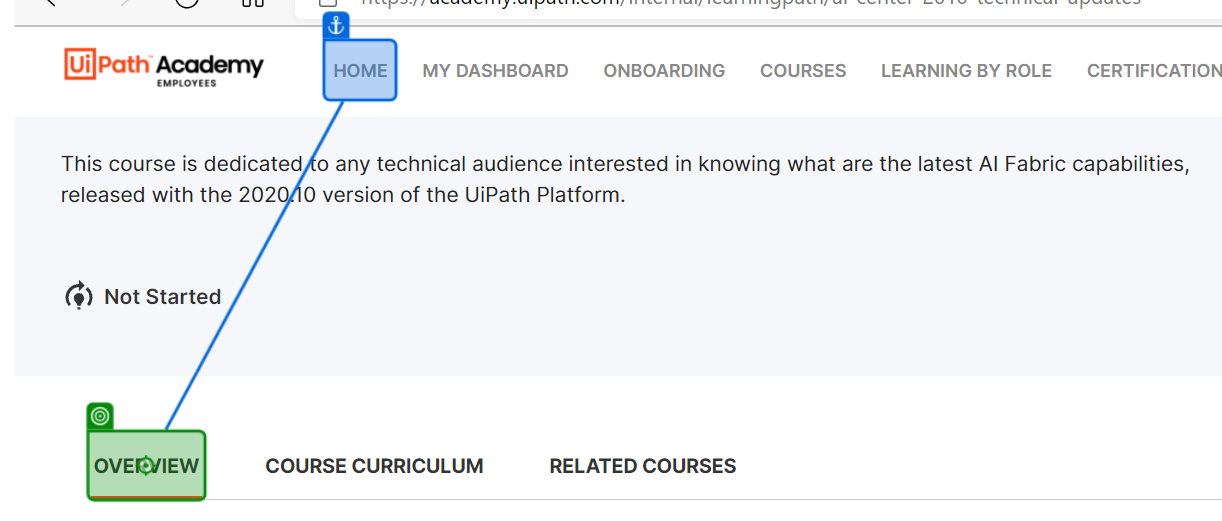 https://academy.uipath.com/internal/learningpath/ai-center-2010-technical-updates
UiPath Academy
EMPLOYEES
HOME MY DASHBOARD ONBOARDING COURSES LEARNING BY ROLE CERTIFICATION
This course is dedicated to any technical audience interested in knowing what are the latest AI Fabric capabilities,
released with the 2020.10 version of the UiPath Platform.
Not Started
OVERVIEW COURSE CURRICULUM RELATED COURSES